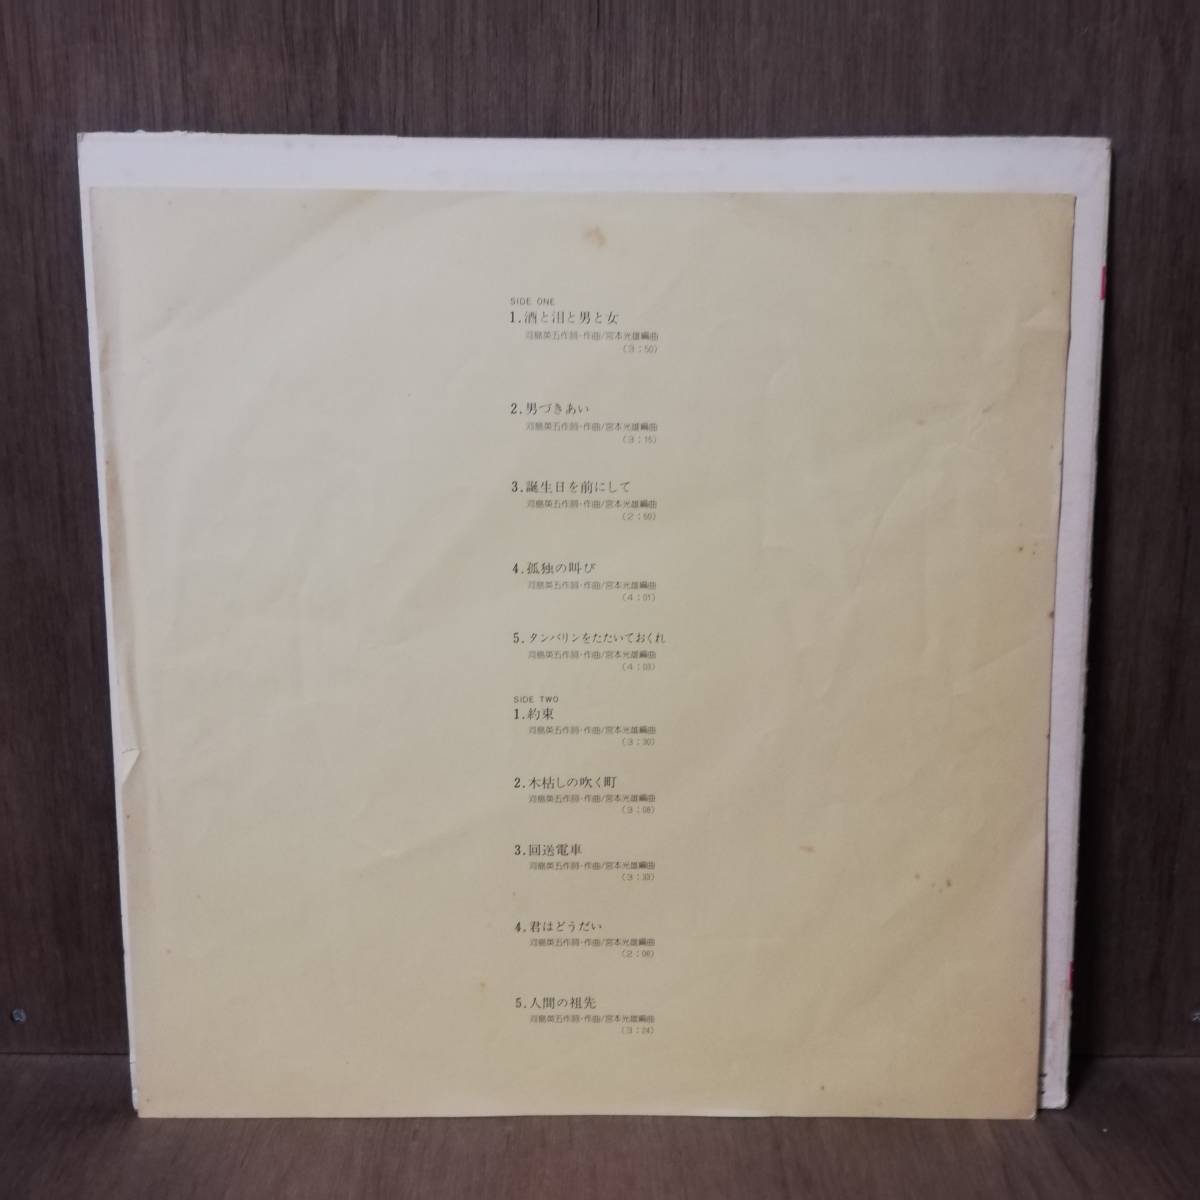 SIDE ONE
1.酒と泪と男と女
河島英五作詞・作曲/宮本光雄編曲
(3:50)
2.男づきあい
河島英五作詞・作曲/宮本光雄編曲
(3:15)
3.誕生日を前にして
河島英五作詞・作曲/宮本光雄編曲
(2:50)
4.孤独の叫び
河島英五作詞・作曲/宮本光雄編曲
(4:01)
5.タンバリンをたたいておくれ
河島英五作詞・作曲/宮本光雄編曲
(4:03)
SIDE TWO
1.約束
河島英五作詞・作曲/宮本光雄編曲
(3:30)
2.木枯しの吹く町
河島英五作詞・作曲/宮本光雄編曲
(3:08)
3.回送電車
河島英五作詞・作曲/宮本光雄編曲
(3:33)
4.君はどうだい
河島英五作詞・作曲/宮本光雄編曲
(2:06)
5.人間の祖先
河島英五作詞・作曲/宮本光雄編曲
(3:24)